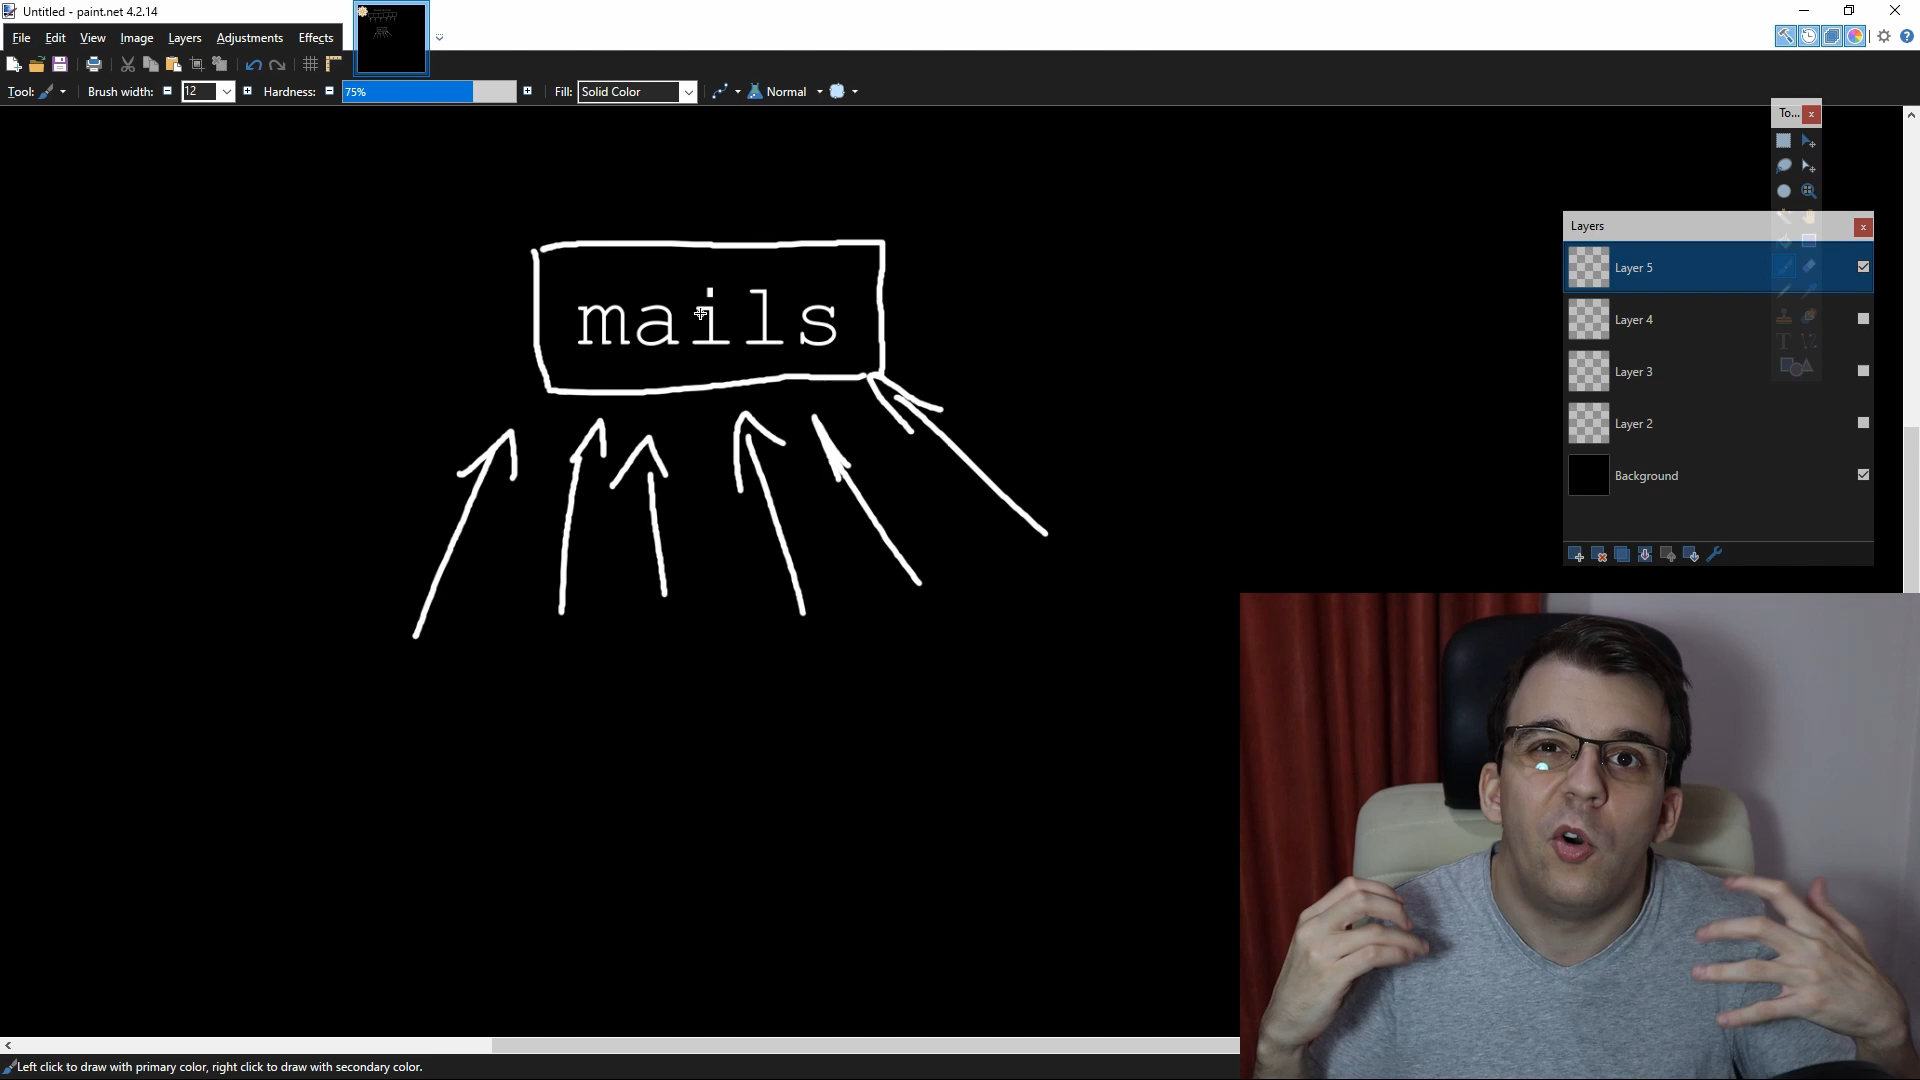 Untitled - paint.net 4.2.14
File Edit View Image Layers Adjustments Effects
Tool: Brush width: 12 Hardness: 75% Fill: Solid Color Normal
To...
mails
Layers
Layer 5
Layer 4
Layer 3
Layer 2
Background
Left click to draw with primary color, right click to draw with secondary color.